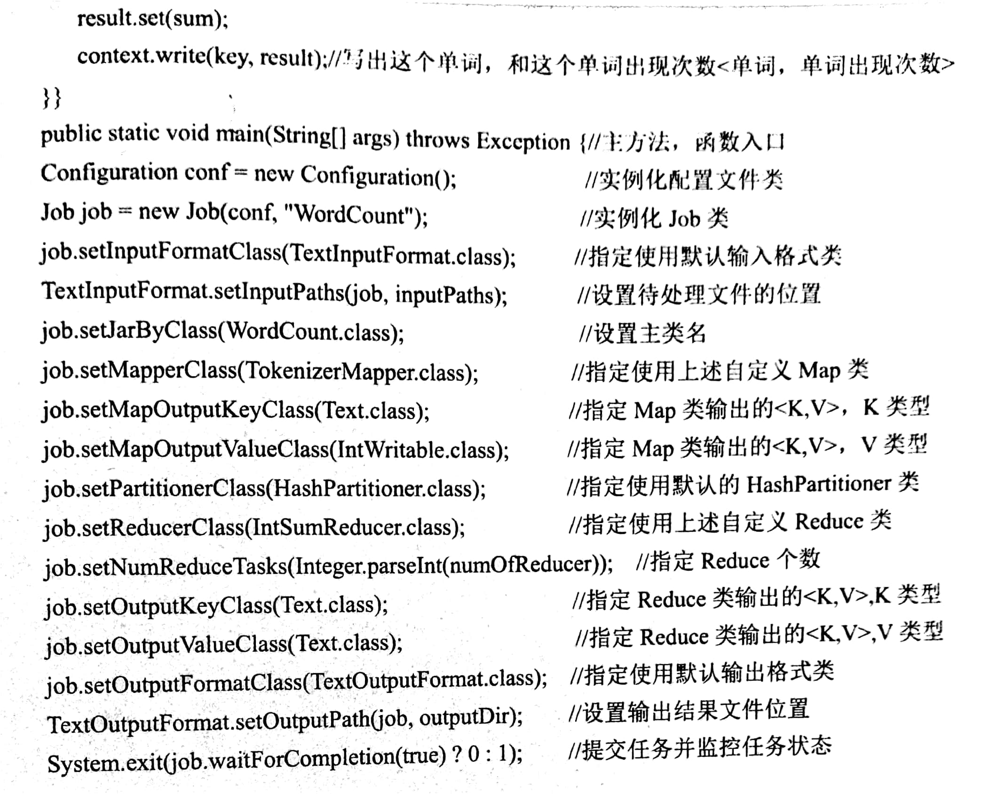 result.set(sum);
context.write(key, result);//写出这个单词，和这个单词出现次数<单词，单词出现次数>
}}
public static void main(String[] args) throws Exception {//主方法，函数入口
Configuration conf = new Configuration(); //实例化配置文件类
Job job = new Job(conf, "WordCount"); //实例化 Job 类
job.setInputFormatClass(TextInputFormat.class); //指定使用默认输入格式类
TextInputFormat.setInputPaths(job, inputPaths); //设置待处理文件的位置
job.setJarByClass(WordCount.class); //设置主类名
job.setMapperClass(TokenizerMapper.class); //指定使用上述自定义 Map 类
job.setMapOutputKeyClass(Text.class); //指定 Map 类输出的<K,V>，K 类型
job.setMapOutputValueClass(IntWritable.class); //指定 Map 类输出的<K,V>，V 类型
job.setPartitionerClass(HashPartitioner.class); //指定使用默认的 HashPartitioner 类
job.setReducerClass(IntSumReducer.class); //指定使用上述自定义 Reduce 类
job.setNumReduceTasks(Integer.parseInt(numOfReducer)); //指定 Reduce 个数
job.setOutputKeyClass(Text.class); //指定 Reduce 类输出的<K,V>,K 类型
job.setOutputValueClass(Text.class); //指定 Reduce 类输出的<K,V>,V 类型
job.setOutputFormatClass(TextOutputFormat.class); //指定使用默认输出格式类
TextOutputFormat.setOutputPath(job, outputDir); //设置输出结果文件位置
System.exit(job.waitForCompletion(true) ? 0 : 1); //提交任务并监控任务状态